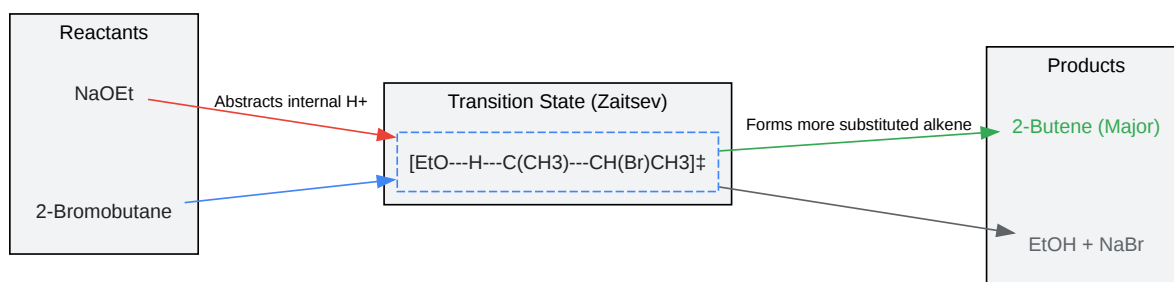 Reactants
NaOEt
2-Bromobutane
Abstracts internal H+
Transition State (Zaitsev)
[EtO---H---C(CH3)---CH(Br)CH3]‡
Forms more substituted alkene
Products
2-Butene (Major)
EtOH + NaBr